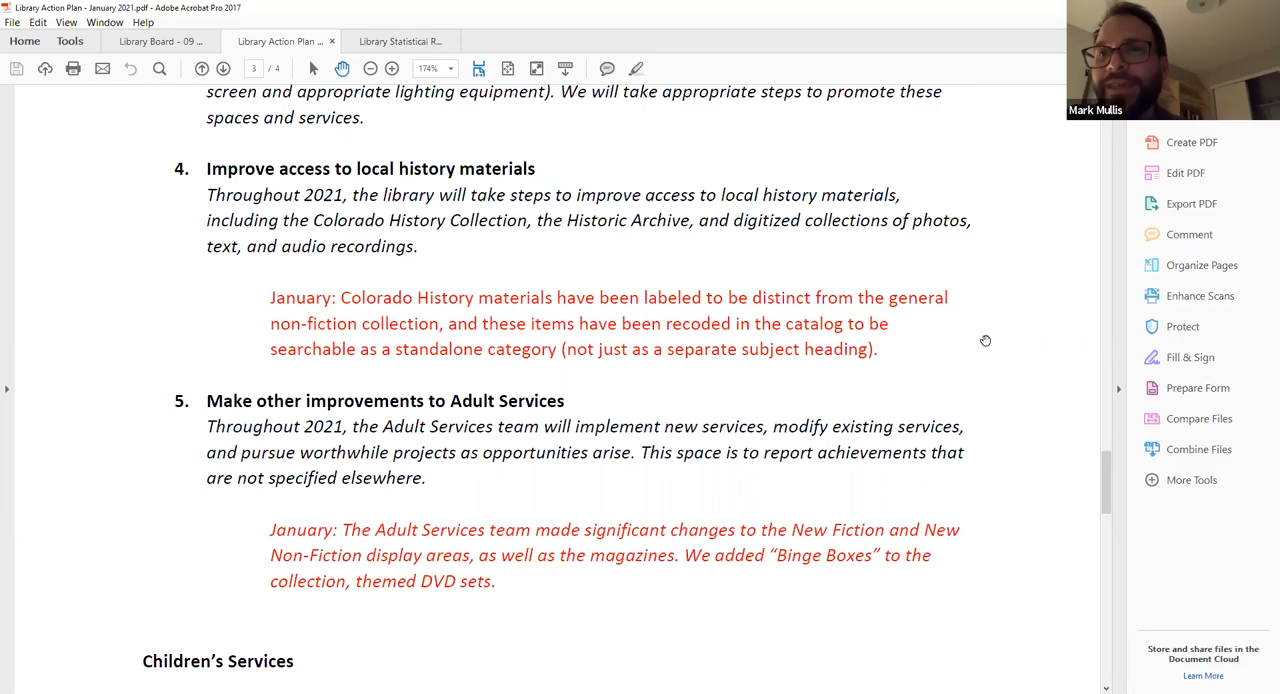 Library Action Plan - January 2021.pdf - Adobe Acrobat Pro 2017
File Edit View Window Help
Home Tools Library Board - 09 ... Library Action Plan ... × Library Statistical R...
3 / 4 174%
screen and appropriate lighting equipment). We will take appropriate steps to promote these
spaces and services.
4. Improve access to local history materials
Throughout 2021, the library will take steps to improve access to local history materials,
including the Colorado History Collection, the Historic Archive, and digitized collections of photos,
text, and audio recordings.
January: Colorado History materials have been labeled to be distinct from the general
non-fiction collection, and these items have been recoded in the catalog to be
searchable as a standalone category (not just as a separate subject heading).
5. Make other improvements to Adult Services
Throughout 2021, the Adult Services team will implement new services, modify existing services,
and pursue worthwhile projects as opportunities arise. This space is to report achievements that
are not specified elsewhere.
January: The Adult Services team made significant changes to the New Fiction and New
Non-Fiction display areas, as well as the magazines. We added “Binge Boxes” to the
collection, themed DVD sets.
Children’s Services
Mark Mullis
Create PDF
Edit PDF
Export PDF
Comment
Organize Pages
Enhance Scans
Protect
Fill & Sign
Prepare Form
Compare Files
Combine Files
More Tools
Store and share files in the
Document Cloud
Learn More